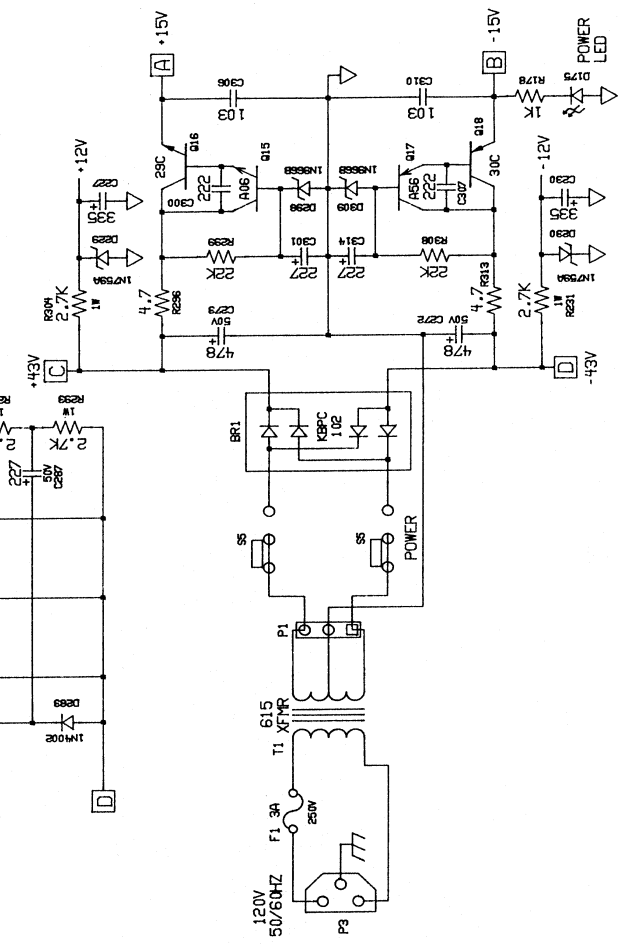 +15V
A
C306
103
29C
Q16
C300
222
A06
Q15
+12V
C227
335
D229
1N759A
R304
2.7K
1W
R299
22K
4.7
R296
C301
227
D298
1N966B
C273
50V
478
+43V
C
C310
103
-15V
B
R178
1K
D175
POWER
LED
1N966B
D309
Q17
A56
222
C307
Q18
30C
C314
227
R308
22K
R313
4.7
50V C272
478
-12V
C230
335
D230
1N759A
2.7K
1W
R231
D
-43V
R293
1W
2.7K
227
50V
C287
D289
1N4002
D
BR1
KBPC
102
S5
S5
POWER
P1
615
XFMR
T1
F1 3A
250V
120V
50/60HZ
P3